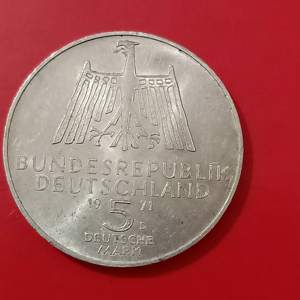 BUNDESREPUBLIK
DEUTSCHLAND
19 5 71
D
DEUTSCHE
MARK